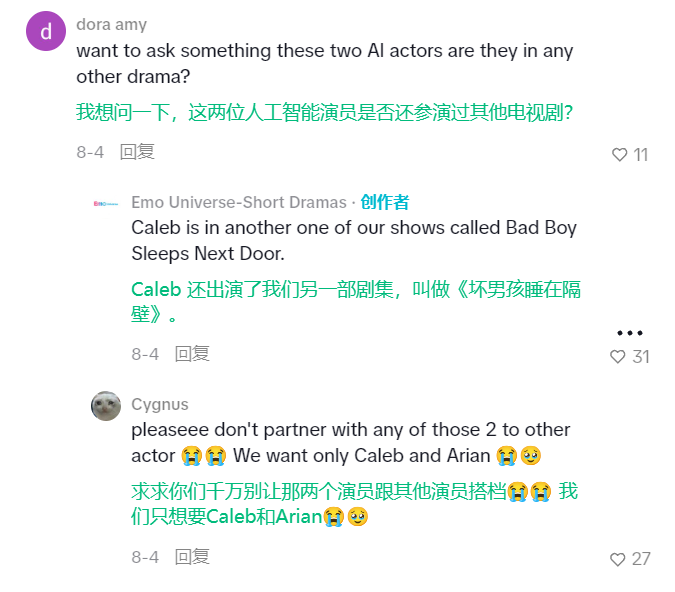 dora amy
want to ask something these two AI actors are they in any
other drama?
我想问一下，这两位人工智能演员是否还参演过其他电视剧？
8-4 回复
11
Emo Universe-Short Dramas · 创作者
Caleb is in another one of our shows called Bad Boy
Sleeps Next Door.
Caleb 还出演了我们另一部剧集，叫做《坏男孩睡在隔
壁》。
8-4 回复
31
Cygnus
pleaseee don't partner with any of those 2 to other
actor 😭😭 We want only Caleb and Arian 😭🥹
求求你们千万别让那两个演员跟其他演员搭档😭😭 我
们只想要Caleb和Arian😭🥹
8-4 回复
27